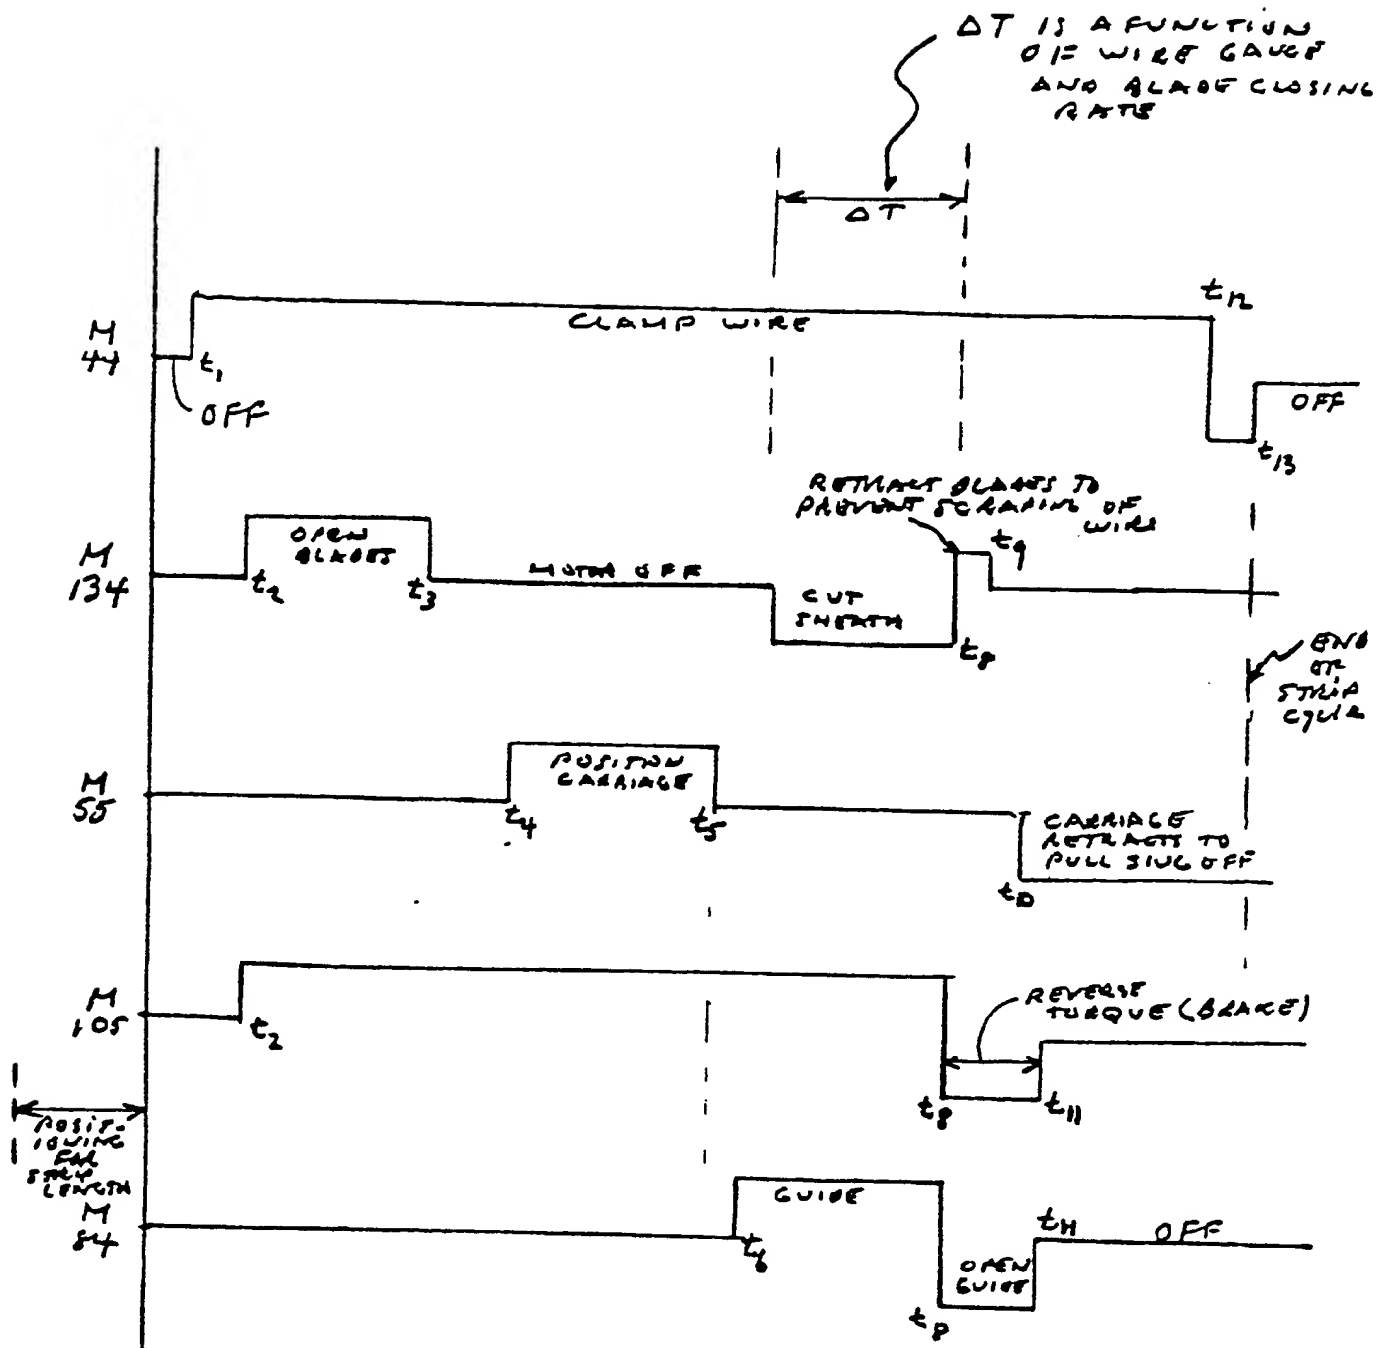 ΔT IS A FUNCTION
OF WIRE GAUGE
AND BLADE CLOSING
RATE
ΔT
t12
CLAMP WIRE
M
44
t1
OFF
OFF
t13
RETRACT BLADES TO
PREVENT SCRAPING OF
WIRE
OPEN
BLADES
t9
M
134
t2
t3
MOTOR OFF
CUT
SHEATH
t8
END
OF
STRIP
CYCLE
M
55
POSITION
CARRIAGE
t4
t5
CARRIAGE
RETRACTS TO
PULL SLUG OFF
t10
M
105
t2
REVERSE
TORQUE (BRAKE)
t8
t11
POSIT-
IONING
FOR
STRIP
LENGTH
M
84
GUIDE
t6
t11
OFF
OPEN
GUIDE
t8